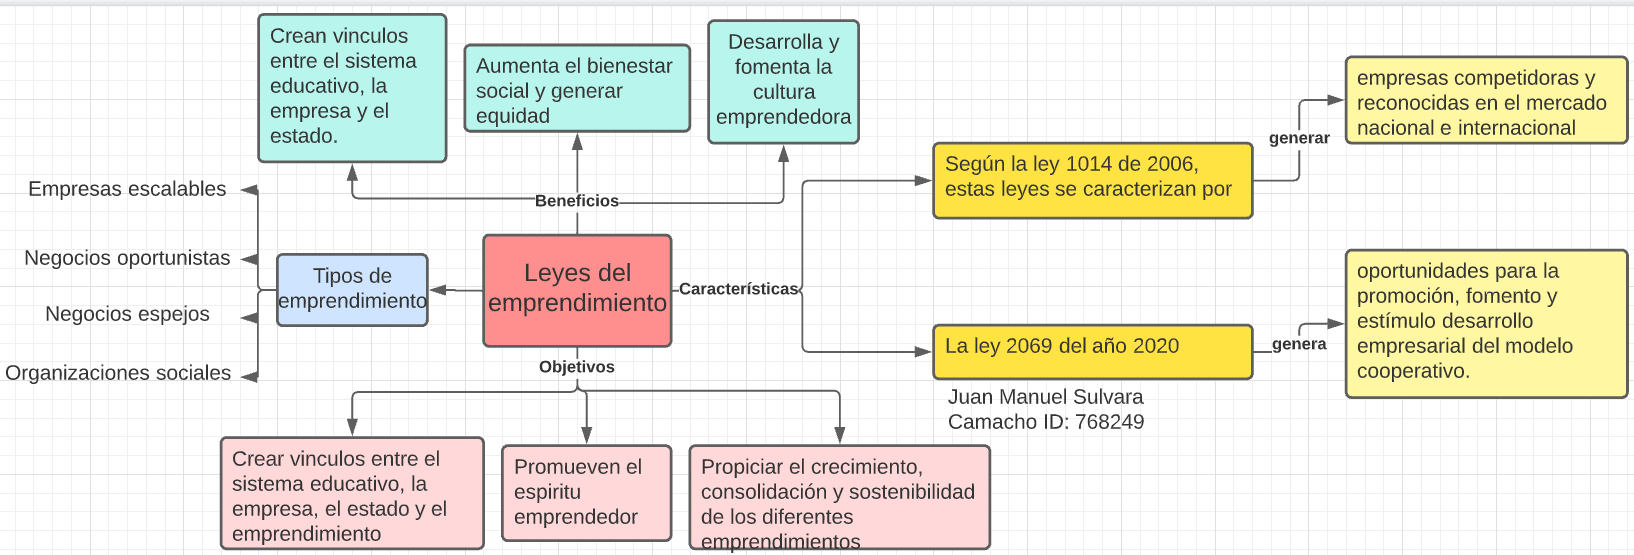 Crean vinculos
entre el sistema
educativo, la
empresa y el
estado.
Aumenta el bienestar
social y generar
equidad
Desarrolla y
fomenta la
cultura
emprendedora
empresas competidoras y
reconocidas en el mercado
nacional e internacional
generar
Según la ley 1014 de 2006,
estas leyes se caracterizan por
Beneficios
Empresas escalables
Negocios oportunistas
Negocios espejos
Organizaciones sociales
Tipos de
emprendimiento
Leyes del
emprendimiento
Características
oportunidades para la
promoción, fomento y
estímulo desarrollo
empresarial del modelo
cooperativo.
genera
La ley 2069 del año 2020
Juan Manuel Sulvara
Camacho ID: 768249
Objetivos
Crear vinculos entre el
sistema educativo, la
empresa, el estado y el
emprendimiento
Promueven el
espiritu
emprendedor
Propiciar el crecimiento,
consolidación y sostenibilidad
de los diferentes
emprendimientos